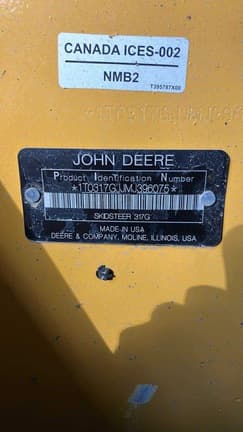 CANADA ICES-002
NMB2
T395787X00
JOHN DEERE
Product Identification Number
*1T0317GJJMJ396075*
SKIDSTEER 317G
MADE IN USA
DEERE & COMPANY, MOLINE, ILLINOIS, USA